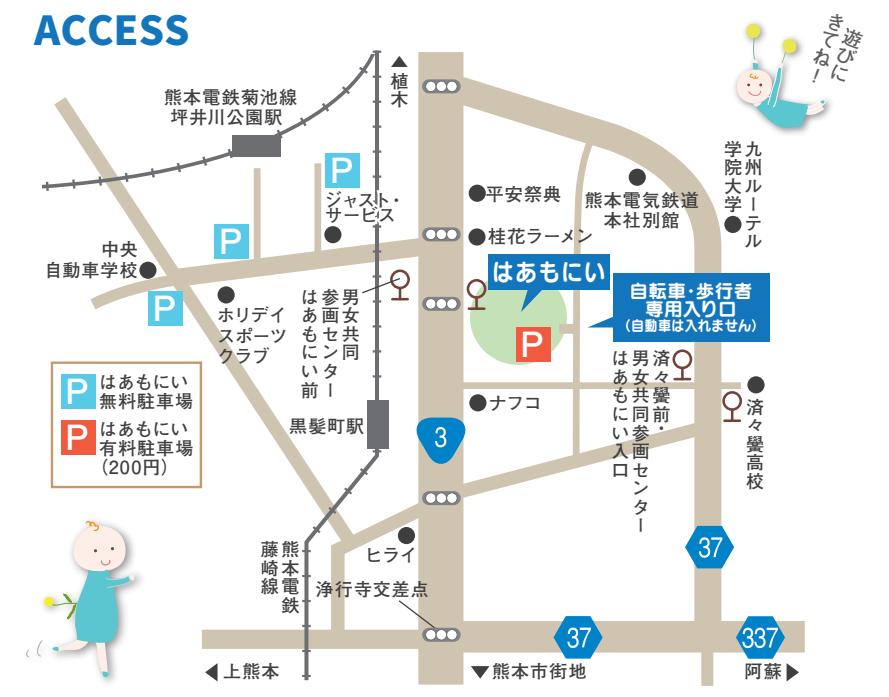 ACCESS
遊びに
きてね！
植木
熊本電鉄菊池線
坪井川公園駅
P
ジャスト・
サービス
平安祭典
熊本電気鉄道
本社別館
九州ルーテル
学院大学
P
桂花ラーメン
中央
自動車学校
はあもにい
P
ホリデイ
スポーツ
クラブ
男女共同
参画センター
はあもにい前
自転車・歩行者
専用入り口
（自動車は入れません）
P
済々黌前・
男女共同参画センター
はあもにい入口
P はあもにい
無料駐車場
P はあもにい
有料駐車場
（200円）
黒髪町駅
ナフコ
3
済々黌高校
ヒライ
37
熊本電鉄
藤崎線
浄行寺交差点
37
337
上熊本
熊本市街地
阿蘇